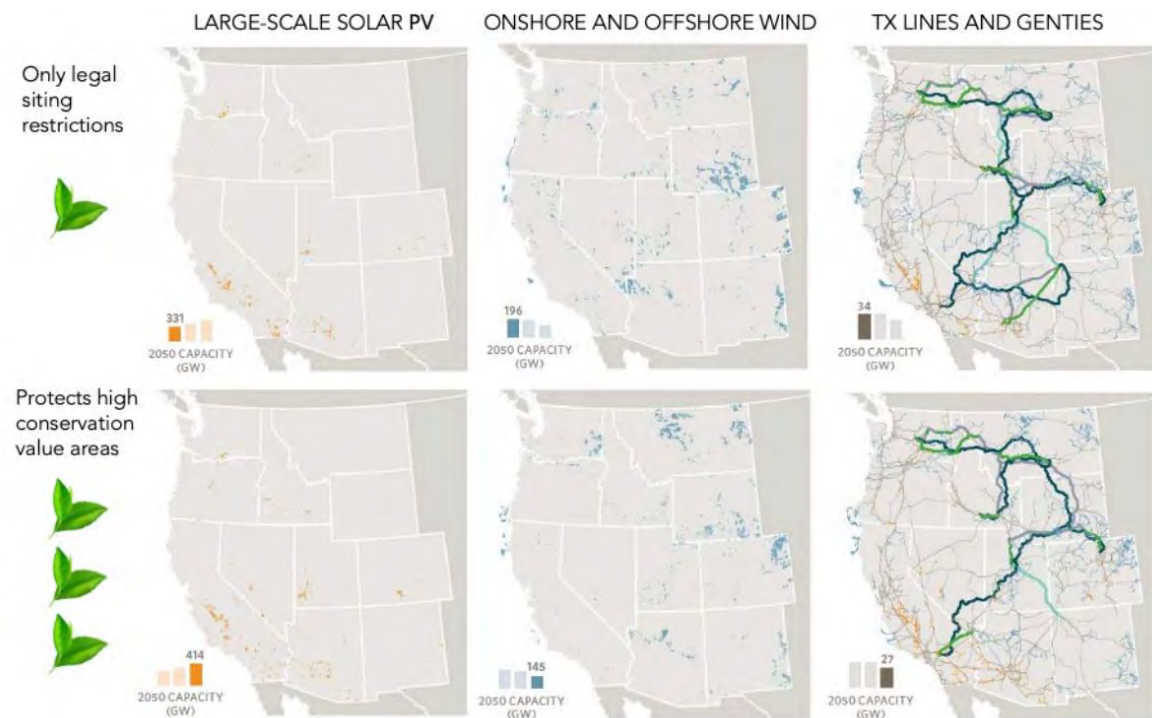 LARGE-SCALE SOLAR PV
ONSHORE AND OFFSHORE WIND
TX LINES AND GENTIES
Only legal
siting
restrictions
331
2050 CAPACITY
(GW)
196
2050 CAPACITY
(GW)
34
2050 CAPACITY
(GW)
Protects high
conservation
value areas
414
2050 CAPACITY
(GW)
145
2050 CAPACITY
(GW)
27
2050 CAPACITY
(GW)